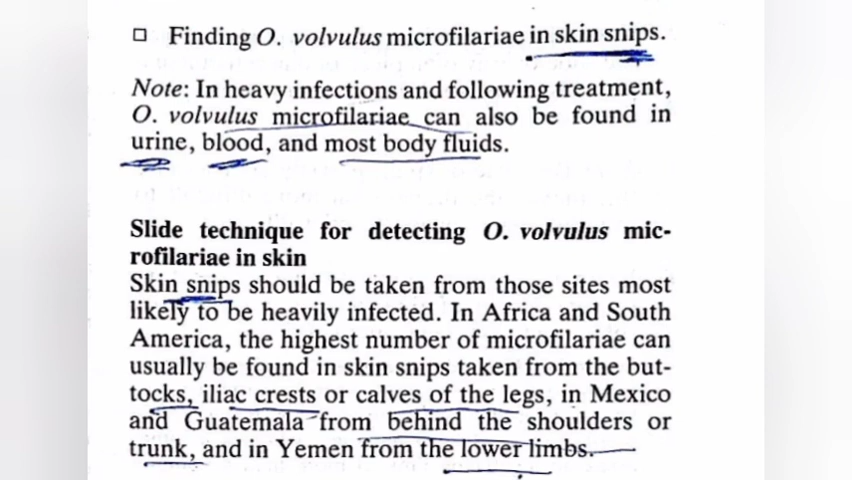 □ Finding O. volvulus microfilariae in skin snips.
Note: In heavy infections and following treatment,
O. volvulus microfilariae can also be found in
urine, blood, and most body fluids.
Slide technique for detecting O. volvulus mic-
rofilariae in skin
Skin snips should be taken from those sites most
likely to be heavily infected. In Africa and South
America, the highest number of microfilariae can
usually be found in skin snips taken from the but-
tocks, iliac crests or calves of the legs, in Mexico
and Guatemala from behind the shoulders or
trunk, and in Yemen from the lower limbs.